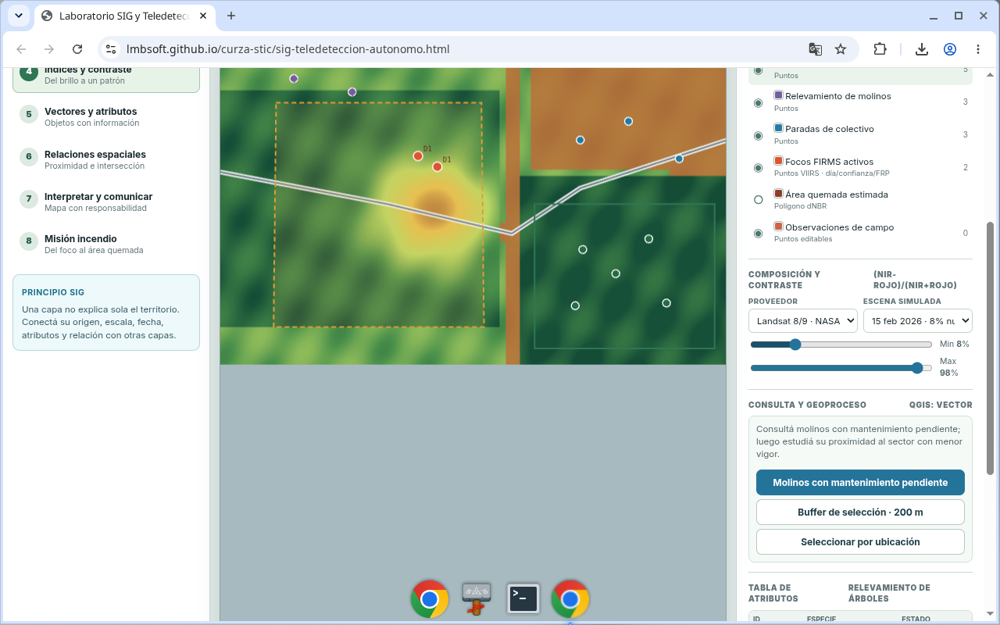 Laboratorio SIG y Teledetecc
lmbsoft.github.io/curza-stic/sig-teledeteccion-autonomo.html
4
Índices y contraste
Del brillo a un patrón
5
Vectores y atributos
Objetos con información
6
Relaciones espaciales
Proximidad e intersección
7
Interpretar y comunicar
Mapa con responsabilidad
8
Misión incendio
Del foco al área quemada
PRINCIPIO SIG
Una capa no explica sola el territorio.
Conectá su origen, escala, fecha,
atributos y relación con otras capas.
D1
D1
Puntos
5
Relevamiento de molinos
Puntos
3
Paradas de colectivo
Puntos
3
Focos FIRMS activos
Puntos VIIRS · día/confianza/FRP
2
Área quemada estimada
Polígono dNBR
Observaciones de campo
Puntos editables
0
COMPOSICIÓN Y CONTRASTE
(NIR-ROJO)/(NIR+ROJO)
PROVEEDOR
ESCENA SIMULADA
Landsat 8/9 · NASA
15 feb 2026 · 8% nu
Min 8%
Max 98%
CONSULTA Y GEOPROCESO
QGIS: VECTOR
Consultá molinos con mantenimiento pendiente;
luego estudiá su proximidad al sector con menor
vigor.
Molinos con mantenimiento pendiente
Buffer de selección · 200 m
Seleccionar por ubicación
TABLA DE ATRIBUTOS
RELEVAMIENTO DE ÁRBOLES
ID ESPECIE ESTADO